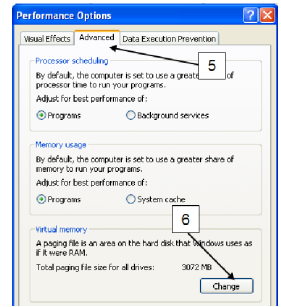 Performance Options
Visual Effects Advanced Data Execution Prevention
5
Processor scheduling
By default, the computer is set to use a greater of
processor time to run your programs.
Adjust for best performance of:
Programs Background services
Memory usage
By default, the computer is set to use a greater share of
memory to run your programs.
Adjust for best performance of:
Programs System cache
6
Virtual memory
A paging file is an area on the hard disk that Windows uses as
if it were RAM.
Total paging file size for all drives: 3072 MB
Change